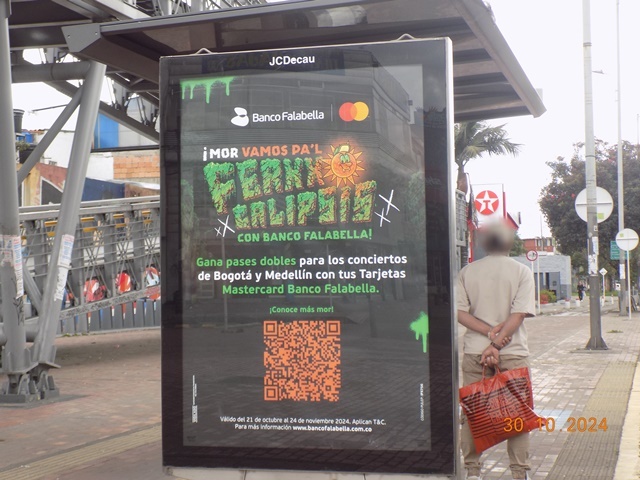 JCDecaux
Banco Falabella
¡MOR VAMOS PA'L
FERXXO
CALIPSIS
CON BANCO FALABELLA!
Gana pases dobles para los conciertos
de Bogotá y Medellín con tus Tarjetas
Mastercard Banco Falabella.
¡Conoce más mor!
Válido del 21 de octubre al 24 de noviembre 2024. Aplican T&C.
Para más información www.bancofalabella.com.co
30 10 2024